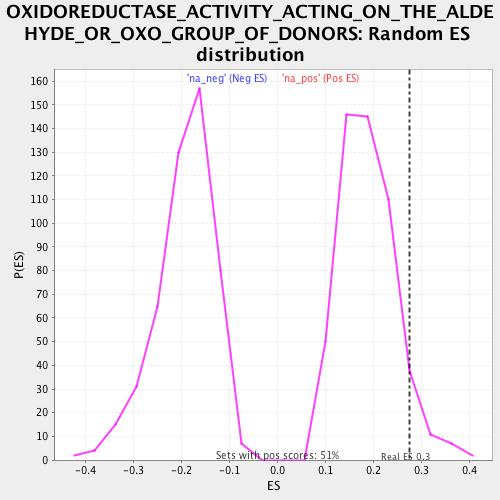 OXIDOREDUCTASE_ACTIVITY_ACTING_ON_THE_ALDE
HYDE_OR_OXO_GROUP_OF_DONORS: Random ES
distribution
'na_neg' (Neg ES) 'na_pos' (Pos ES)
160
150
140
130
120
110
100
90
80
70
60
50
40
30
20
10
0
P(ES)
Sets with pos scores: 51%
Real ES 0.3
-0.4 -0.3 -0.2 -0.1 0.0 0.1 0.2 0.3 0.4
ES